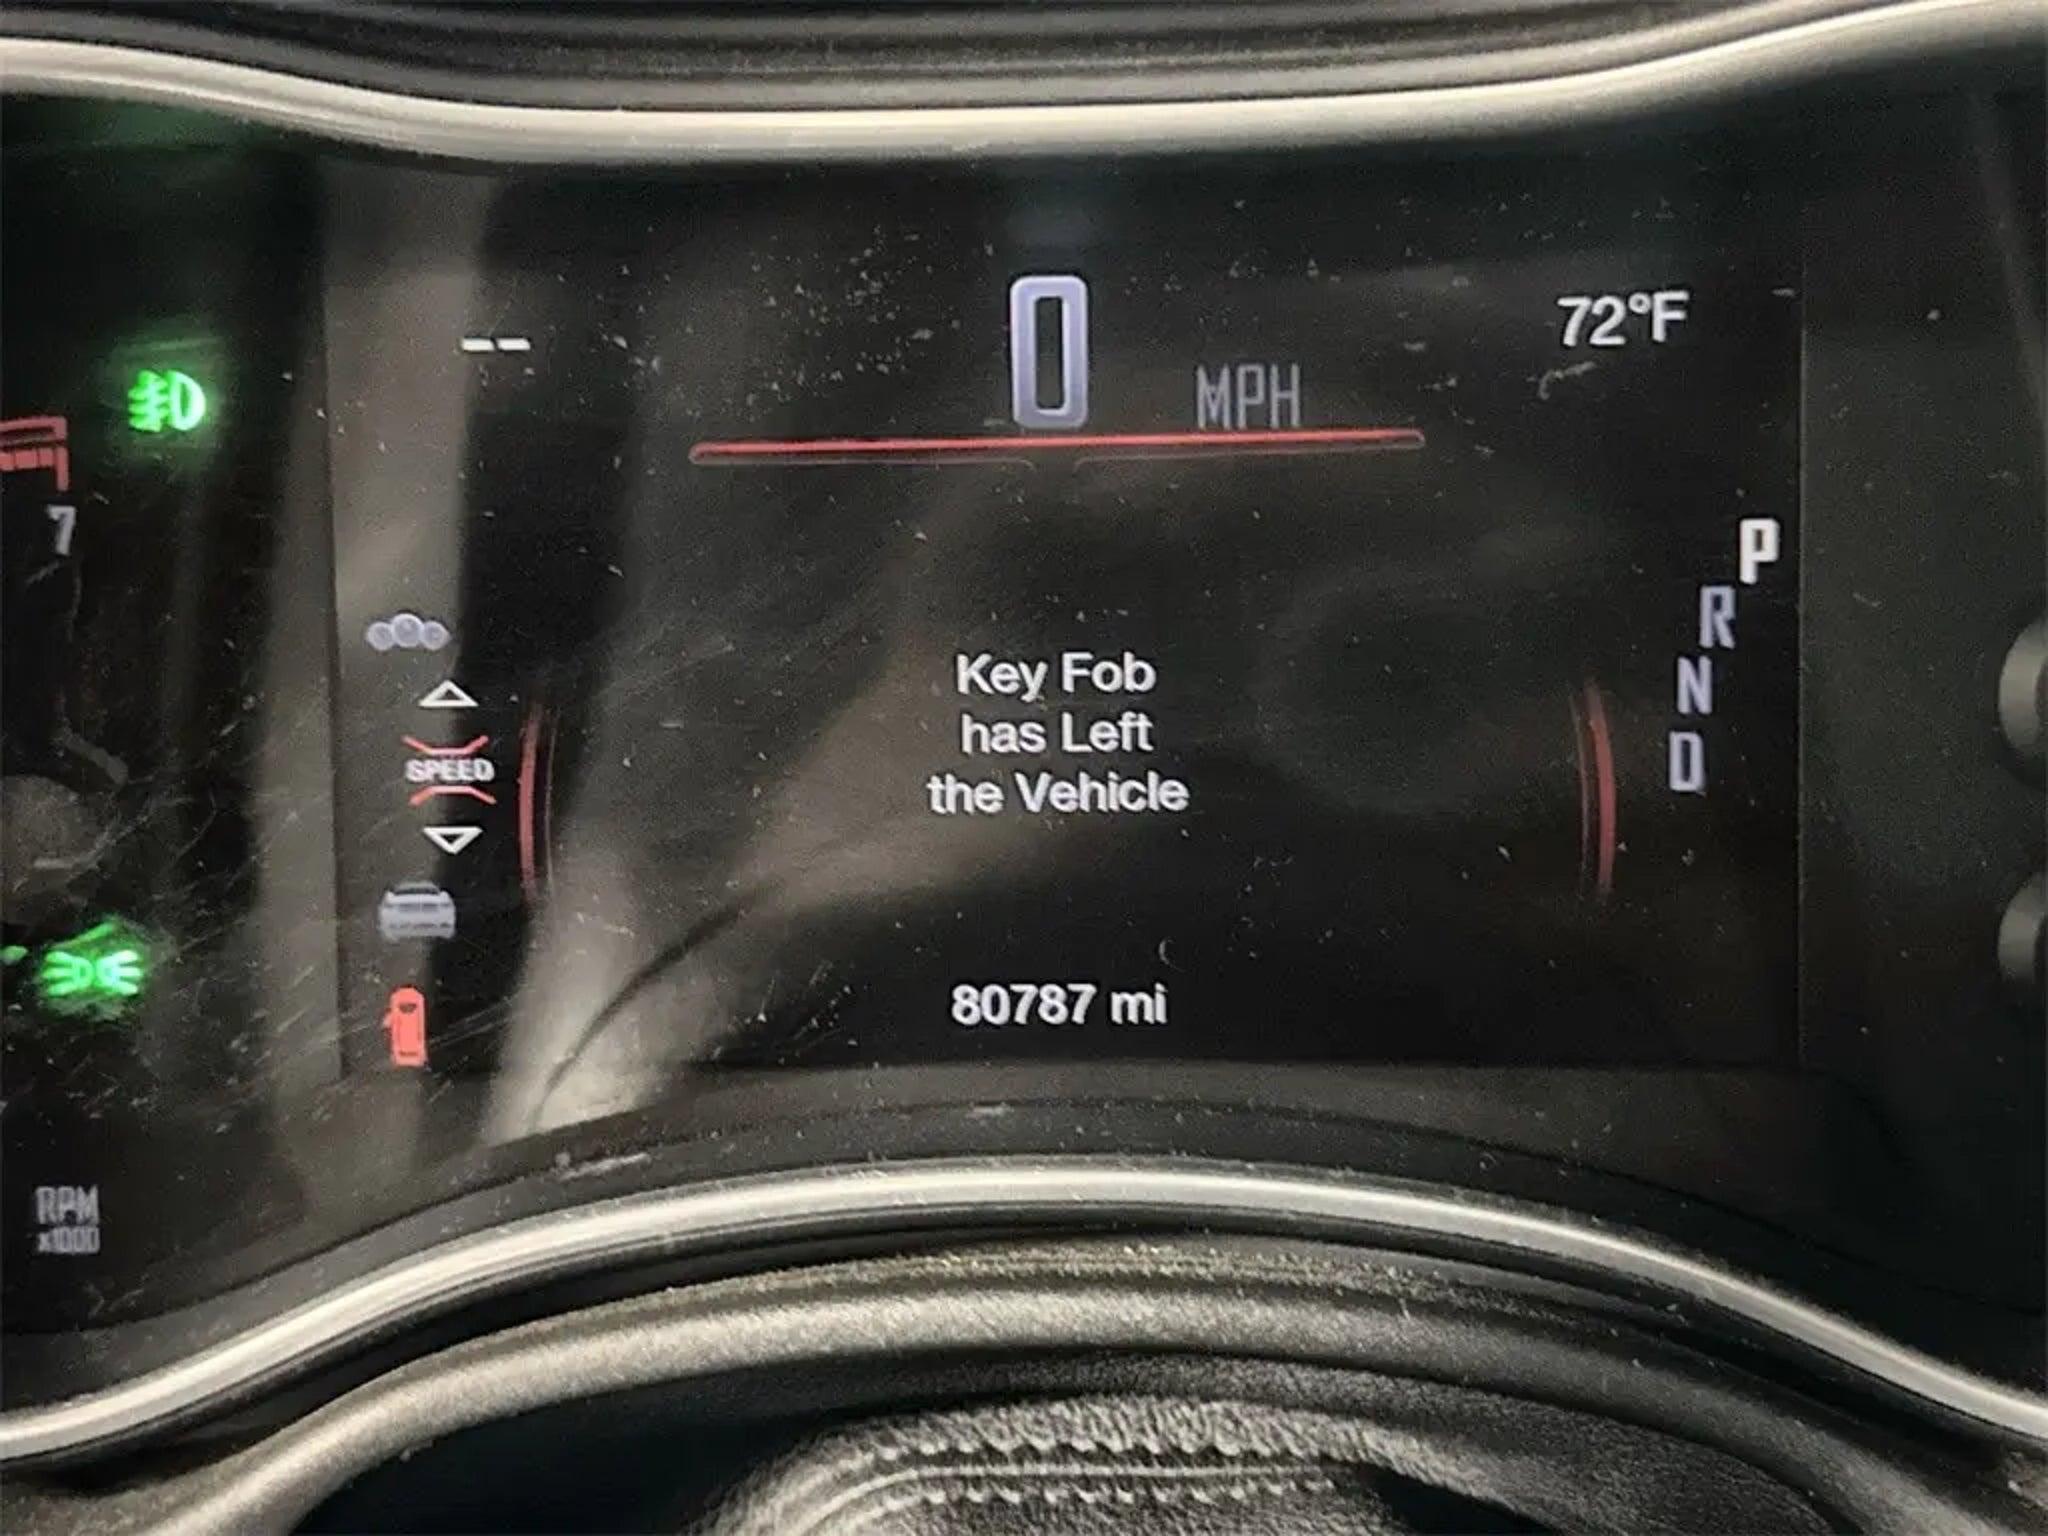 --
0
MPH
72°F
7
P
R
N
D
SPEED
Key Fob
has Left
the Vehicle
80787 mi
RPM
x1000